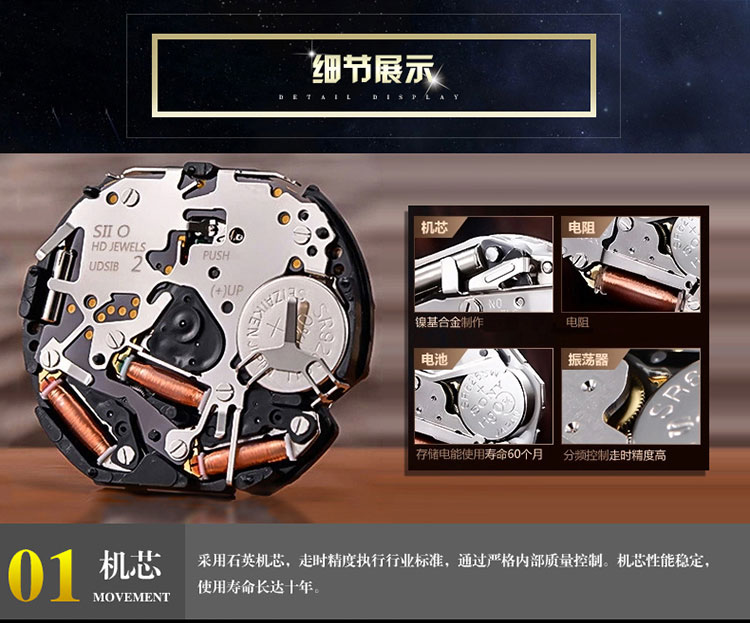 细节展示
DETAIL DISPLAY
SII O
HD JEWELS
UDSIB 2
PUSH
(+)UP
SEIZAIKEN
SR92
机芯
镍基合金制作
电阻
电阻
NO.
电池
存储电能使用寿命60个月
振荡器
分频控制走时精度高
01 机芯
MOVEMENT
采用石英机芯，走时精度执行行业标准，通过严格内部质量控制。机芯性能稳定，
使用寿命长达十年。